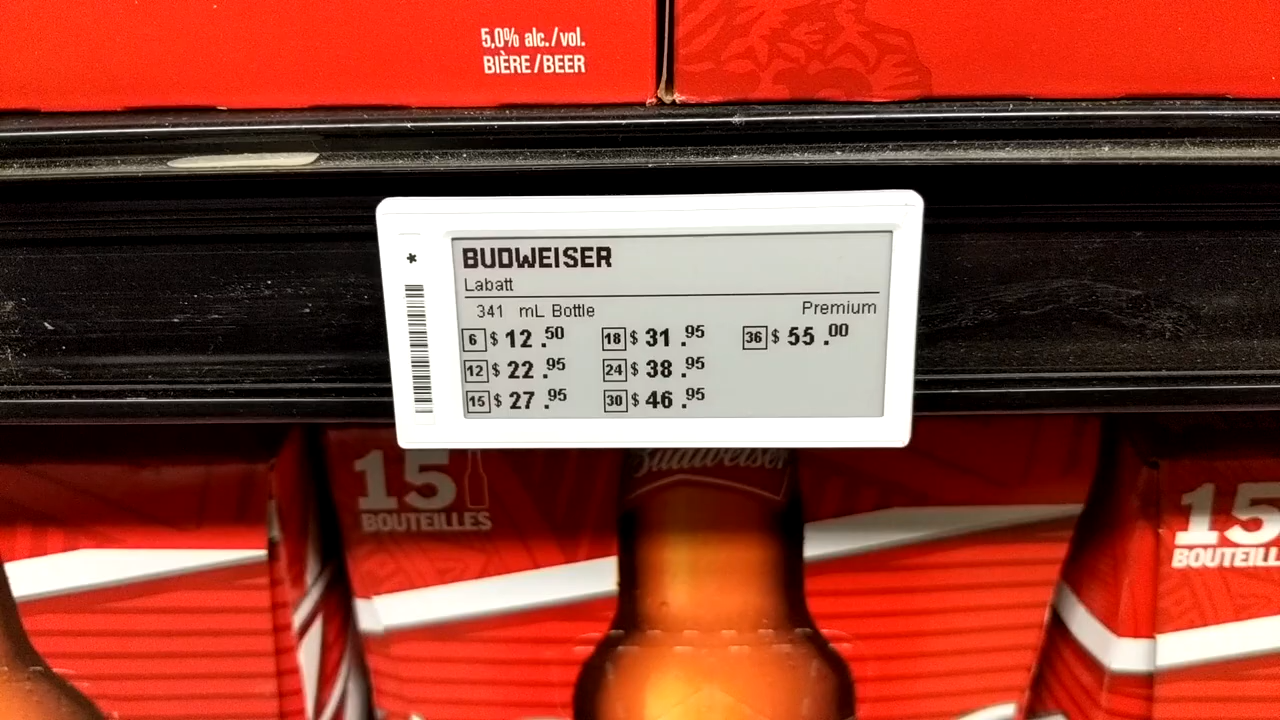 5,0% alc./vol.
BIÈRE/BEER
*
BUDWEISER
Labatt
341 mL Bottle Premium
6 $ 12.50 18 $ 31.95 36 $ 55.00
12 $ 22.95 24 $ 38.95
15 $ 27.95 30 $ 46.95
Budweiser
15
BOUTEILLES
15
BOUTEILL